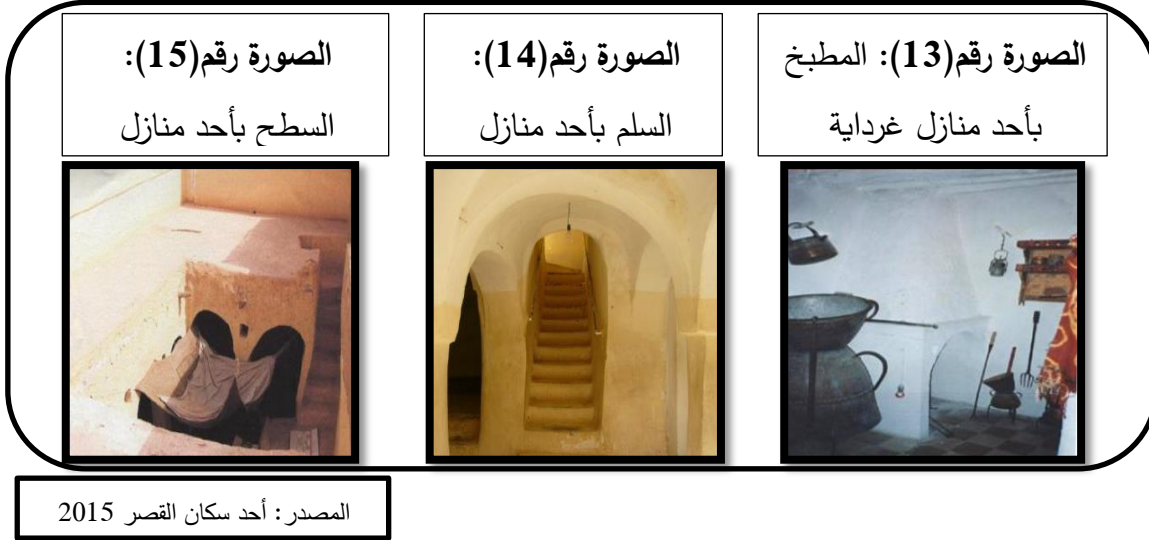 الصورة رقم(13): المطبخ
بأحد منازل غرداية
الصورة رقم(14):
السلم بأحد منازل
الصورة رقم(15):
السطح بأحد منازل
المصدر: أحد سكان القصر 2015